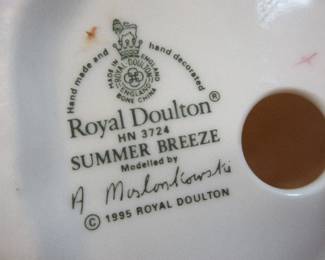 Hand made and hand decorated
MADE IN ENGLAND
ROYAL DOULTON
ENGLAND
BONE CHINA
Royal Doulton®
HN 3724
SUMMER BREEZE
Modelled by
A Maslankowski
© 1995 ROYAL DOULTON